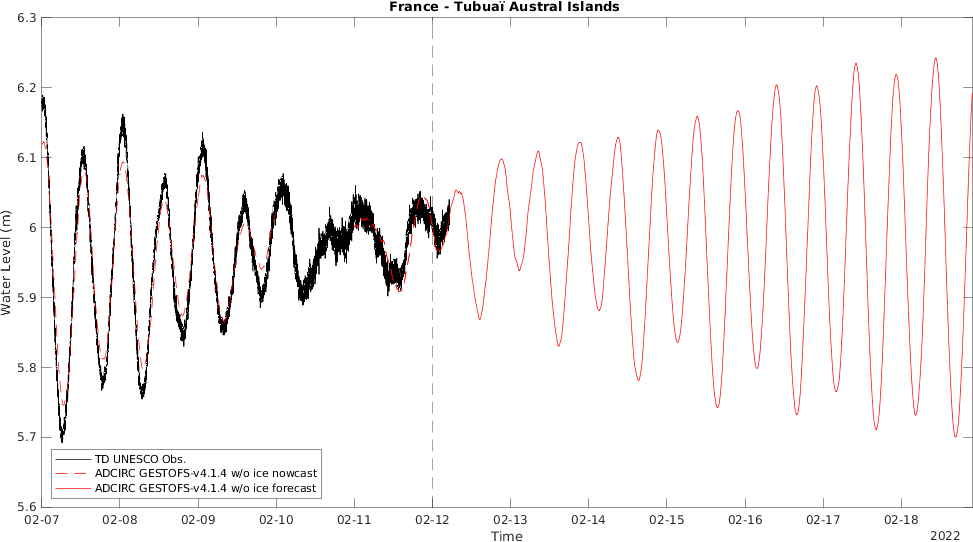 France - Tubuaï Austral Islands
6.3
6.2
6.1
6
5.9
5.8
5.7
5.6
Water Level (m)
TD UNESCO Obs.
ADCIRC GESTOFS-v4.1.4 w/o ice nowcast
ADCIRC GESTOFS-v4.1.4 w/o ice forecast
02-07 02-08 02-09 02-10 02-11 02-12 02-13 02-14 02-15 02-16 02-17 02-18
Time
2022